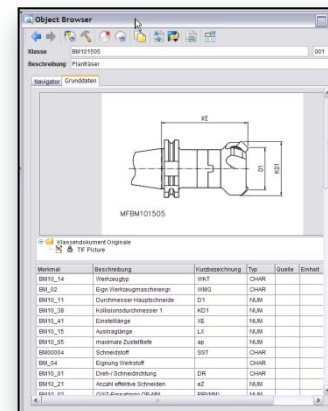 Object Browser
Klasse BM101505 001
Beschreibung Planfräser
Navigator Grunddaten
XE
D1
KD1
MFBM101505
Klassendokument Originale
TIF Picture
Merkmal Beschreibung Kurzbezeichnung Typ Quelle Einheit
BM10_14 Werkzeugtyp WKT CHAR
BM_02 Eign.Werkzeugmaschinengr. WMG CHAR
BM10_11 Durchmesser Hauptschneide D1 NUM
BM10_38 Kollisionsdurchmesser 1 KD1 NUM
BM10_41 Einstelllänge XE NUM
BM10_15 Auskraglänge LX NUM
BM10_05 maximale Zustelltiefe ap NUM
BM00004 Schneidstoff SST CHAR
BM_04 Eignung Werkstoff CHAR
BM10_01 Dreh-/Schneidrichtung DR CHAR
BM10_21 Anzahl effektive Schneiden eZ NUM